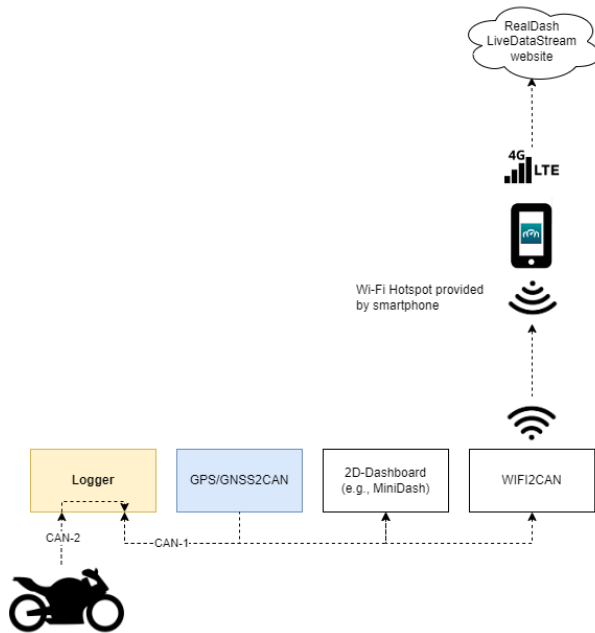 RealDash
LiveDataStream
website
4G
LTE
Wi-Fi Hotspot provided
by smartphone
Logger
GPS/GNSS2CAN
2D-Dashboard
(e.g., MiniDash)
WIFI2CAN
CAN-2
CAN-1